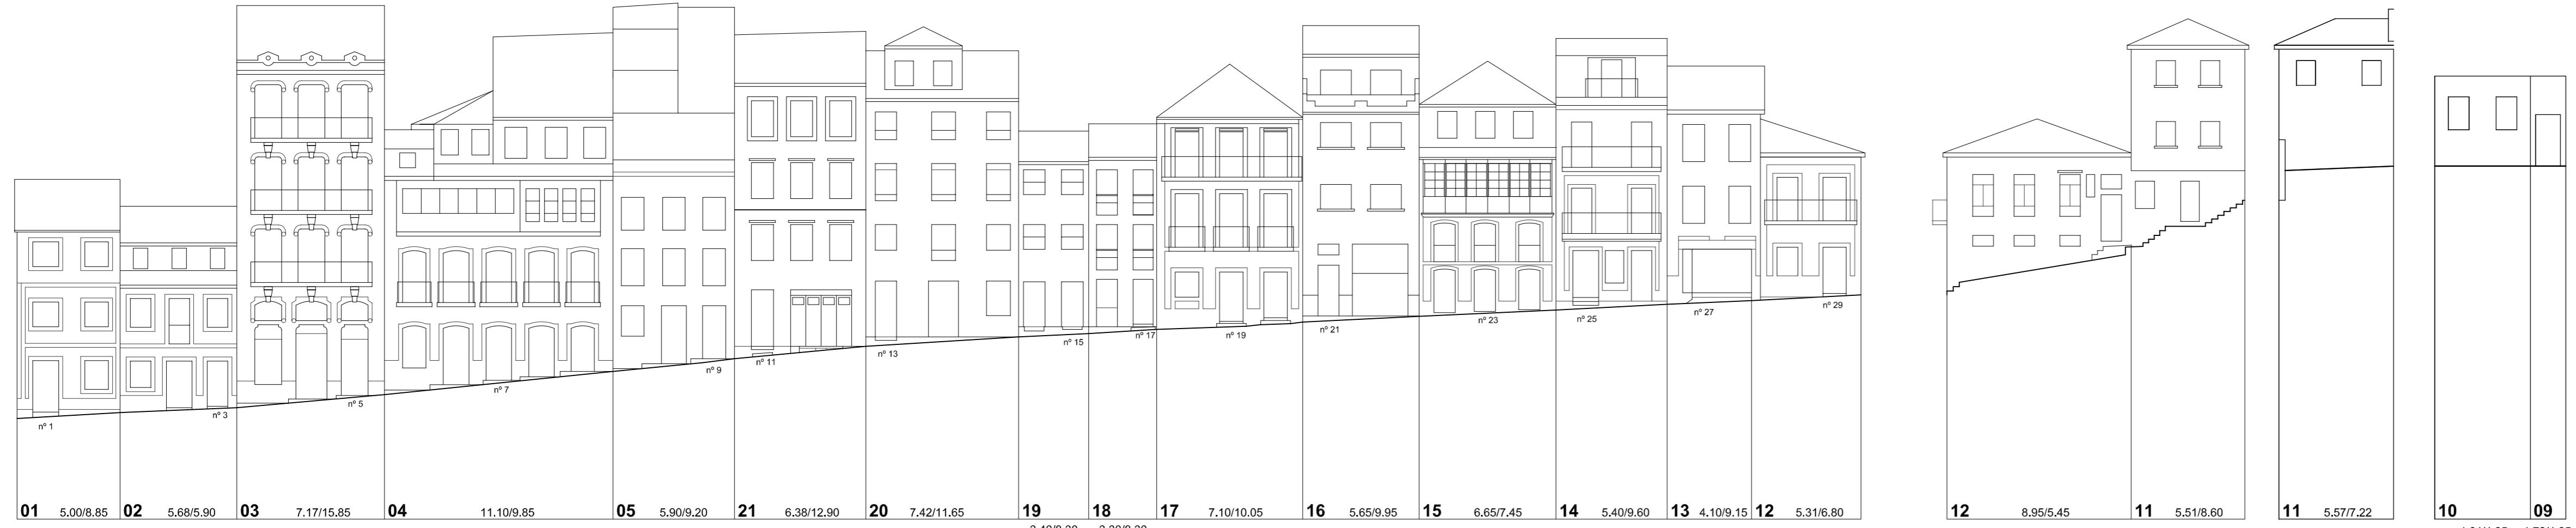 nº 1
nº 3
nº 5
nº 7
nº 9
nº 11
nº 13
nº 15
nº 17
nº 19
nº 21
nº 23
nº 25
nº 27
nº 29
01 5.00/8.85 02 5.68/5.90 03 7.17/15.85 04 11.10/9.85 05 5.90/9.20 21 6.38/12.90 20 7.42/11.65 19 18 17 7.10/10.05 16 5.65/9.95 15 6.65/7.45 14 5.40/9.60 13 4.10/9.15 12 5.31/6.80 12 8.95/5.45 11 5.51/8.60 11 5.57/7.22 10 09